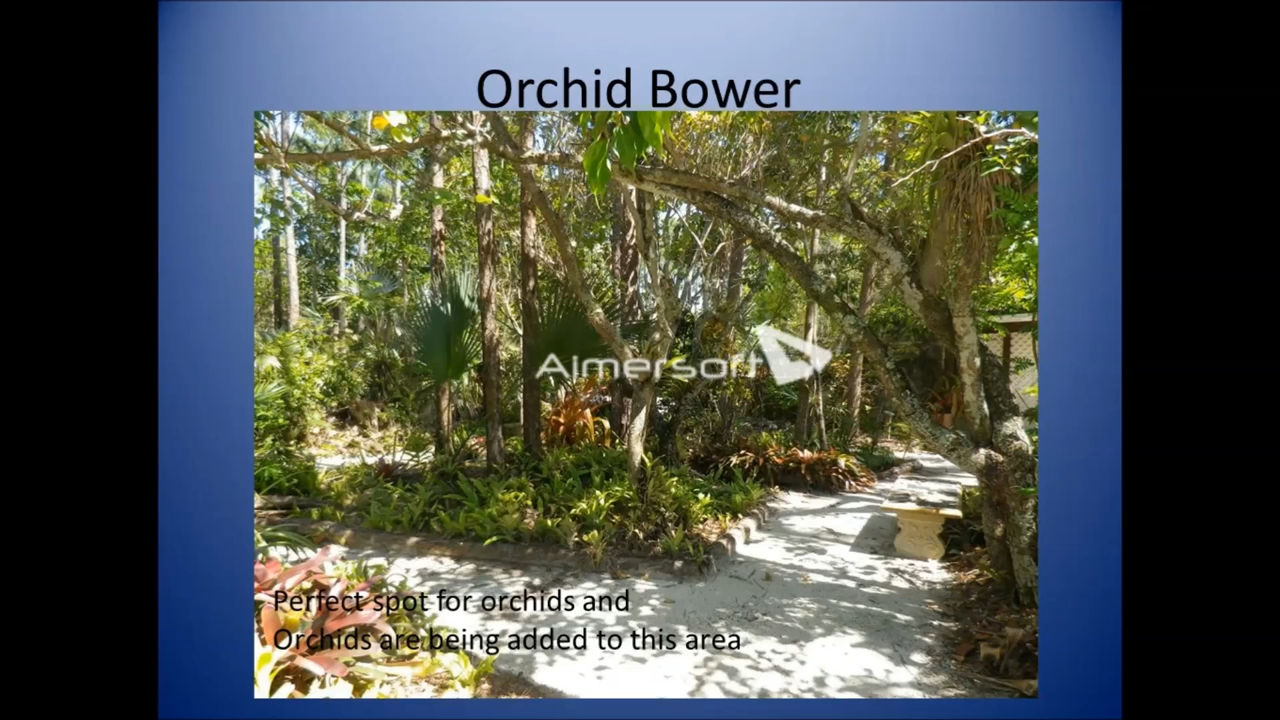 Orchid Bower
Aimersoft
Perfect spot for orchids and
Orchids are being added to this area